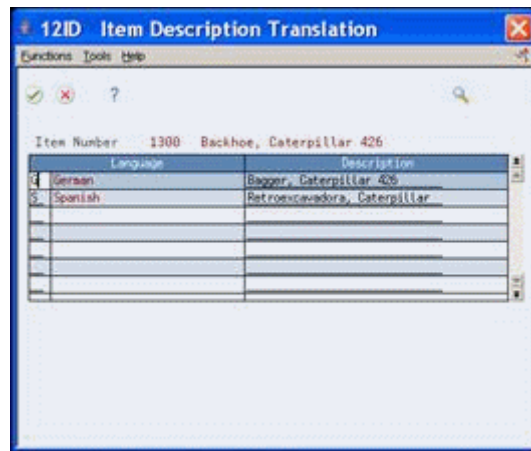 12ID Item Description Translation
Functions Tools Help
?
Item Number 1300 Backhoe, Caterpillar 426
Language Description
G German Bagger, Caterpillar 426
S Spanish Retroexcavadora, Caterpillar